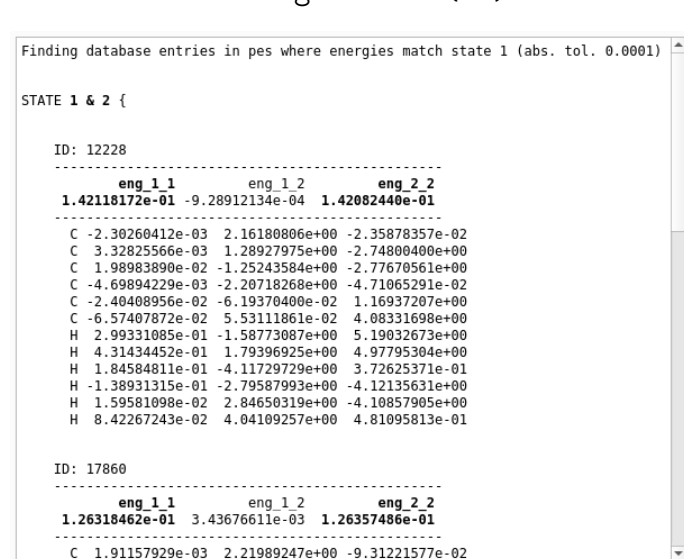 Finding database entries in pes where energies match state 1 (abs. tol. 0.0001)
STATE 1 & 2 {
ID: 12228
----------------------------------------------
eng_1_1 eng_1_2 eng_2_2
1.42118172e-01 -9.28912134e-04 1.42082440e-01
----------------------------------------------
C -2.30260412e-03 2.16180806e+00 -2.35878357e-02
C 3.32825566e-03 1.28927975e+00 -2.74800400e+00
C 1.98983890e-02 -1.25243584e+00 -2.77670561e+00
C -4.69894229e-03 -2.20718268e+00 -4.71065291e-02
C -2.40408956e-02 -6.19370400e-02 1.16937207e+00
C -6.57407872e-02 5.53111861e-02 4.08331698e+00
H 2.99331085e-01 -1.58773087e+00 5.19032673e+00
H 4.31434452e-01 1.79396925e+00 4.97795304e+00
H 1.84584811e-01 -4.11729729e+00 3.72625371e-01
H -1.38931315e-01 -2.79587993e+00 -4.12135631e+00
H 1.59581098e-02 2.84650319e+00 -4.10857905e+00
H 8.42267243e-02 4.04109257e+00 4.81095813e-01
ID: 17860
----------------------------------------------
eng_1_1 eng_1_2 eng_2_2
1.26318462e-01 3.43676611e-03 1.26357486e-01
----------------------------------------------
C 1.91157929e-03 2.21989247e+00 -9.31221577e-02